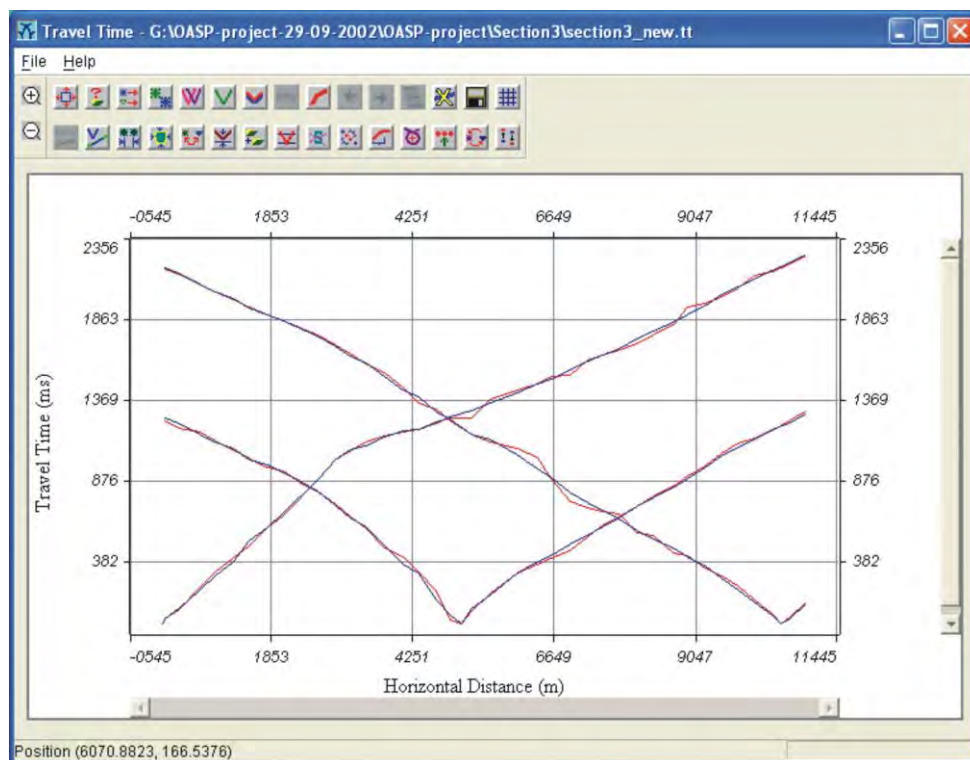 Travel Time - G:\OASP-project-29-09-2002\OASP-project\Section3\section3_new.tt
File Help
-0545 1853 4251 6649 9047 11445
2356 2356
1863 1863
1369 1369
876 876
382 382
Travel Time (ms)
-0545 1853 4251 6649 9047 11445
Horizontal Distance (m)
Position (6070.8823, 166.5376)